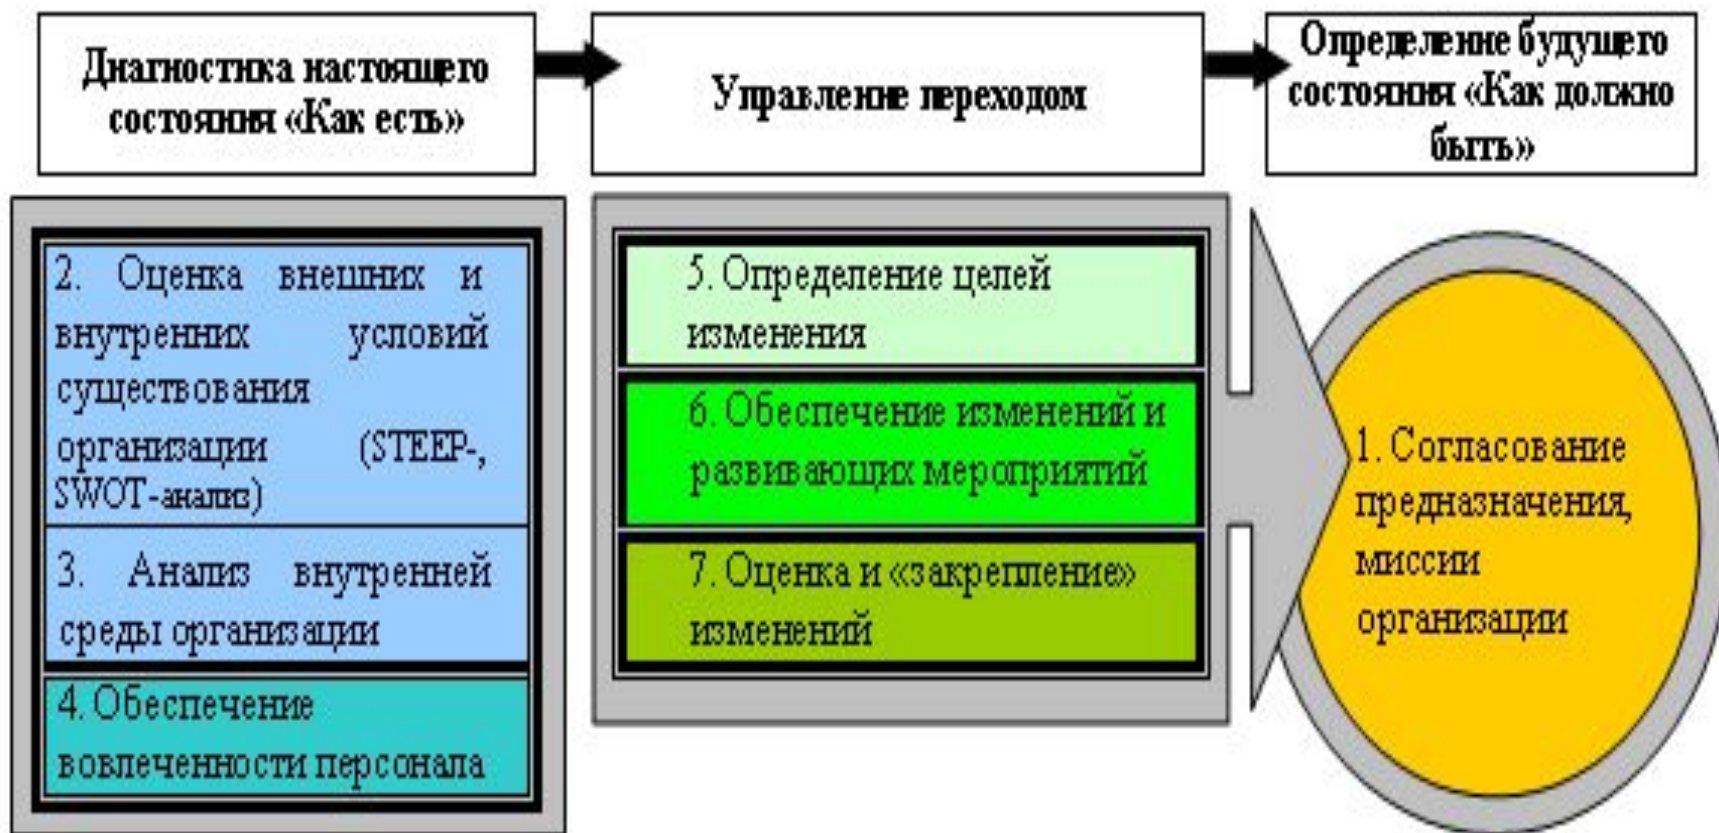 Диагностика настоящего
состояния «Как есть»
Управление переходом
Определение будущего
состояния «Как должно
быть»
2. Оценка внешних и
внутренних условий
существования
организации (STEEP-,
SWOT-анализ)
3. Анализ внутренней
среды организации
4. Обеспечение
вовлеченности персонала
5. Определение целей
изменения
6. Обеспечение изменений и
развивающих мероприятий
7. Оценка и «закрепление»
изменений
1. Согласование
предназначения,
миссии
организации